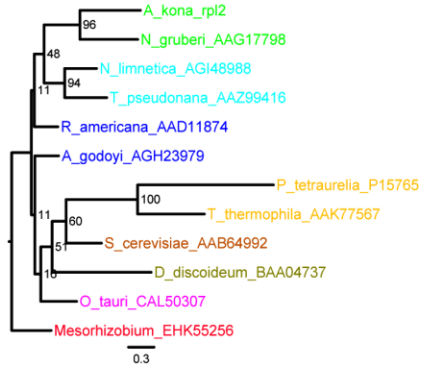 A_kona_rpl2
96
N_gruberi_AAG17798
48
N_limnetica_AGI48988
94
T_pseudonana_AAZ99416
11
R_americana_AAD11874
A_godoyi_AGH23979
P_tetraurelia_P15765
100
T_thermophila_AAK77567
11
60
S_cerevisiae_AAB64992
51
D_discoideum_BAA04737
O_tauri_CAL50307
Mesorhizobium_EHK55256
0.3